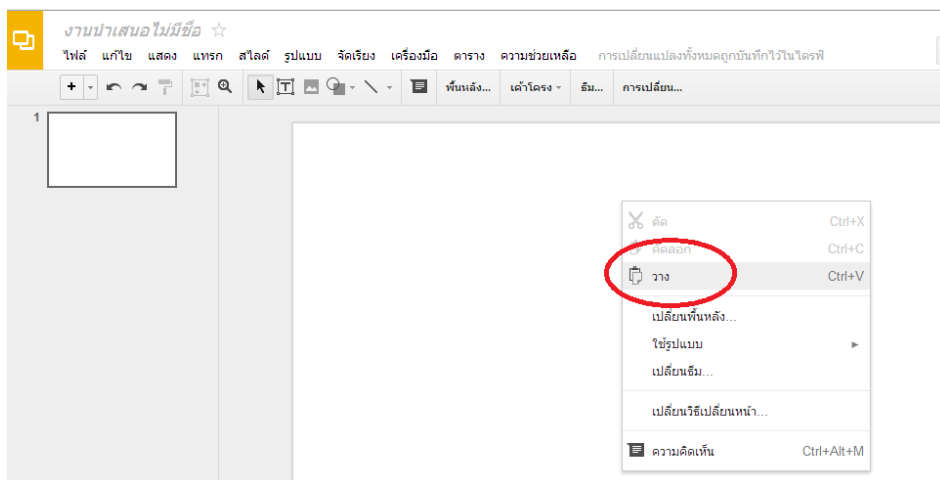 งานนำเสนอไม่มีชื่อ
ไฟล์ แก้ไข แสดง แทรก สไลด์ รูปแบบ จัดเรียง เครื่องมือ ตาราง ความช่วยเหลือ การเปลี่ยนแปลงทั้งหมดถูกบันทึกไว้ในไดรฟ์
พื้นหลัง... เค้าโครง ธีม... การเปลี่ยน...
1
ตัด Ctrl+X
คัดลอก Ctrl+C
วาง Ctrl+V
เปลี่ยนพื้นหลัง...
ใช้รูปแบบ
เปลี่ยนธีม...
เปลี่ยนวิธีเปลี่ยนหน้า...
ความคิดเห็น Ctrl+Alt+M